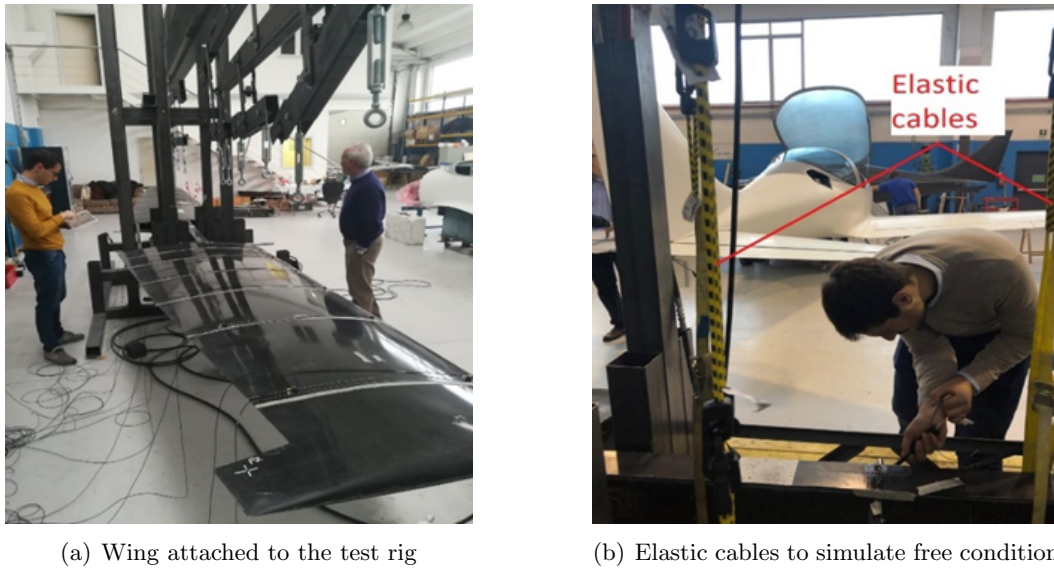 Elastic
cables
(a) Wing attached to the test rig
(b) Elastic cables to simulate free condition